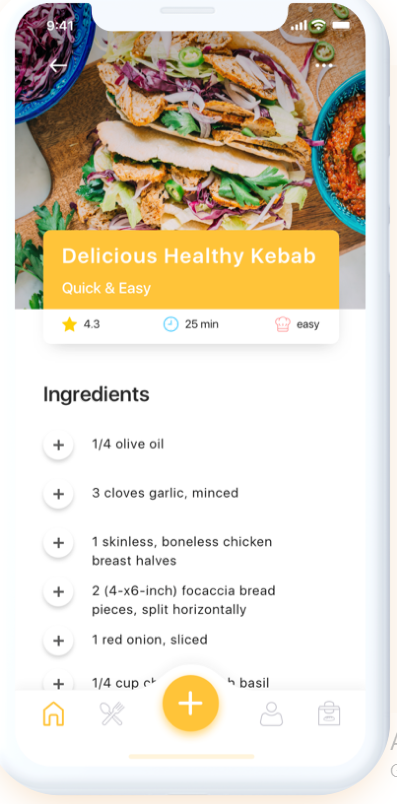 9:41
Delicious Healthy Kebab
Quick & Easy
4.3 25 min easy
Ingredients
+ 1/4 olive oil
+ 3 cloves garlic, minced
+ 1 skinless, boneless chicken
breast halves
+ 2 (4-x6-inch) focaccia bread
pieces, split horizontally
+ 1 red onion, sliced
+ 1/4 cup basil
+